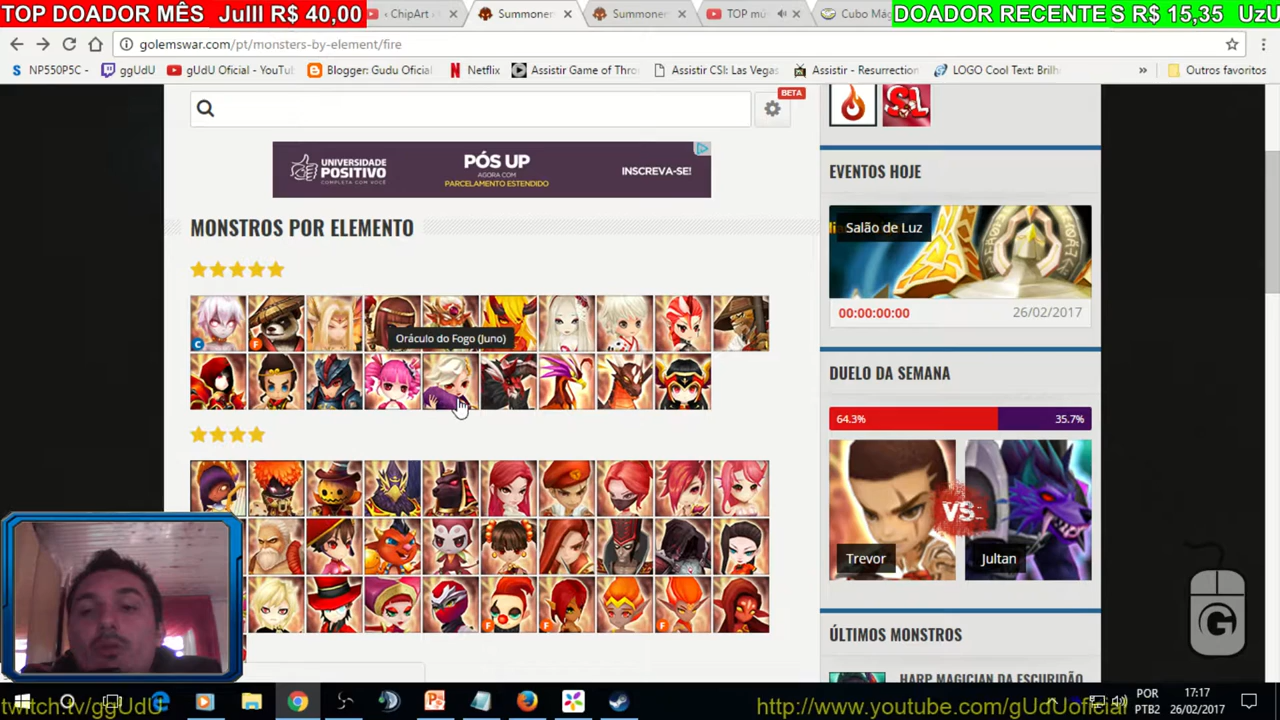 TOP DOADOR MÊS JulII R$ 40,00
‹ ChipArt ‹
Summoner
Summoner
TOP mú
Cubo Mág
DOADOR RECENTE S R$ 15,35 UzU
golemswar.com/pt/monsters-by-element/fire
NP550P5C -
ggUdU
gUdU Oficial - YouTu
Blogger: Gudu Oficial
Netflix
Assistir Game of Thro
Assistir CSI: Las Vegas
Assistir - Resurrection
LOGO Cool Text: Brilh
»
Outros favoritos
BETA
UNIVERSIDADE POSITIVO
COMPLETA COM VOCÊ
PÓS UP
AGORA COM
PARCELAMENTO ESTENDIDO
INSCREVA-SE!
MONSTROS POR ELEMENTO
C
F
Oráculo do Fogo (Juno)
F
F
F
F
SL
EVENTOS HOJE
Salão de Luz
00:00:00:00
26/02/2017
DUELO DA SEMANA
64.3%
35.7%
VS
Trevor
Jultan
ÚLTIMOS MONSTROS
HARP MAGICIAN DA ESCURIDÃO
G
twitch.tv/ggUdU
http://www.youtube.com/gUdUoficial
POR
PTB2
17:17
26/02/2017